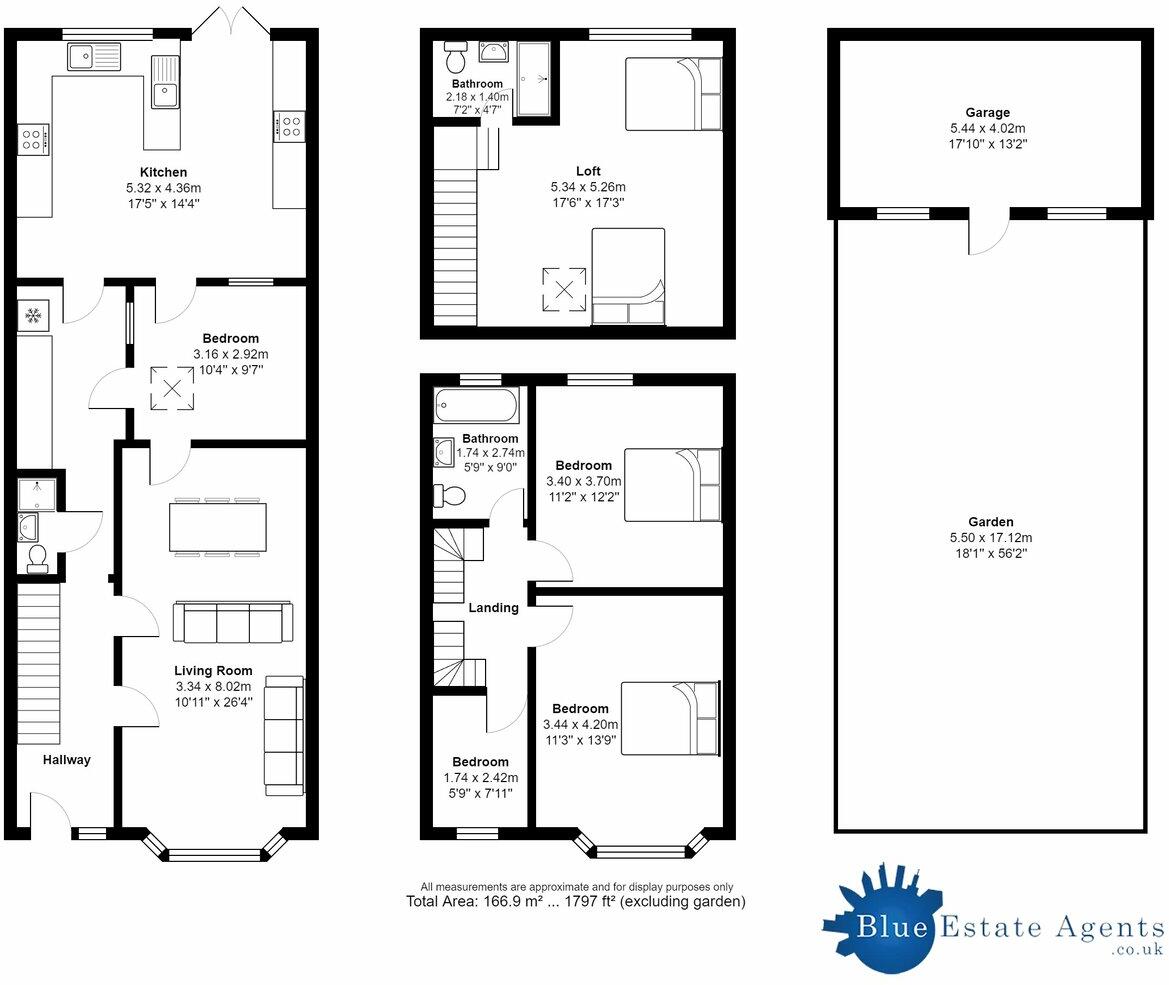 Kitchen
5.32 x 4.36m
17'5" x 14'4"
Bedroom
3.16 x 2.92m
10'4" x 9'7"
Living Room
3.34 x 8.02m
10'11" x 26'4"
Hallway
Bathroom
2.18 x 1.40m
7'2" x 4'7"
Loft
5.34 x 5.26m
17'6" x 17'3"
Bathroom
1.74 x 2.74m
5'9" x 9'0"
Bedroom
3.40 x 3.70m
11'2" x 12'2"
Landing
Bedroom
3.44 x 4.20m
11'3" x 13'9"
Bedroom
1.74 x 2.42m
5'9" x 7'11"
Garage
5.44 x 4.02m
17'10" x 13'2"
Garden
5.50 x 17.12m
18'1" x 56'2"
All measurements are approximate and for display purposes only
Total Area: 166.9 m² ... 1797 ft² (excluding garden)
Blue Estate Agents
.co.uk